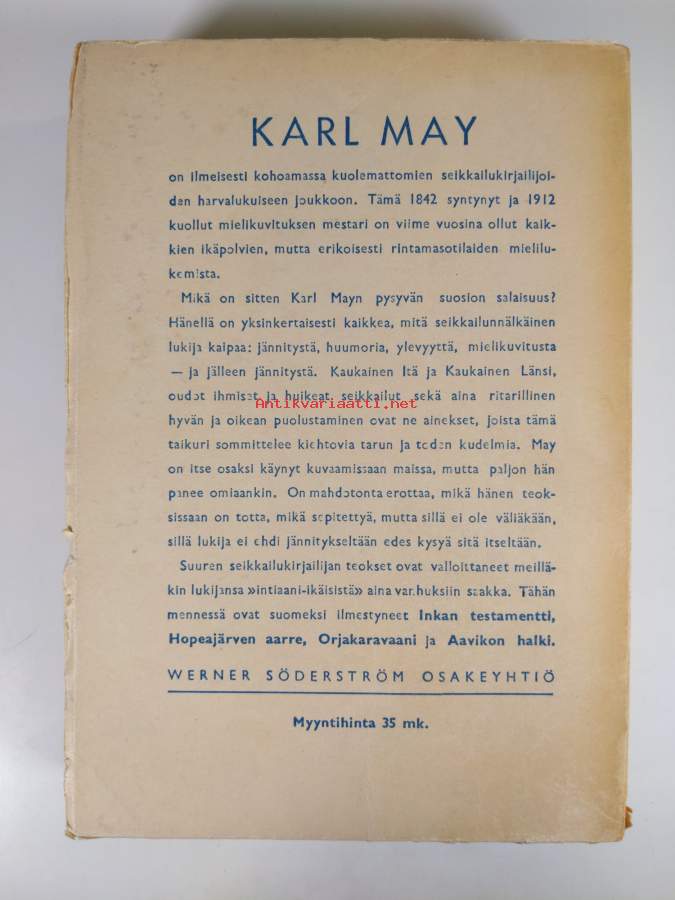 KARL MAY
on ilmeisesti kohoamassa kuolemattomien seikkailukirjailijoi-
dan harvalukuiseen joukkoon. Tämä 1842 syntynyt ja 1912
kuollut mielikuvituksen mestari on viime vuosina ollut kaik-
kien ikäpolvien, mutta erikoisesti rintamasotilaiden mielilu-
kemista.
Mikä on sitten Karl Mayn pysyvän suosion salaisuus?
Hänellä on yksinkertaisesti kaikkea, mitä seikkailunnälkäinen
lukija kaipaa: jännitystä, huumoria, ylevyyttä, mielikuvitusta
— ja jälleen jännitystä. Kaukainen Itä ja Kaukainen Länsi,
oudot ihmiset ja huikeat seikkailut sekä aina ritarillinen
Antikvariaatti.net
hyvän ja oikean puolustaminen ovat ne ainekset, joista tämä
taikuri sommittelee kiehtovia tarun ja toden kudelmia. May
on itse osaksi käynyt kuvaamissaan maissa, mutta paljon hän
panee omiaankin. On mahdotonta erottaa, mikä hänen teok-
sissaan on totta, mikä sepitettyä, mutta sillä ei ole väliäkään,
sillä lukija ei ehdi jännitykseltään edes kysyä sitä itseltään.
Suuren seikkailukirjailijan teokset ovat valloittaneet meillä-
kin lukijansa »intiaani-ikäisistä» aina vanhuksiin saakka. Tähän
mennessä ovat suomeksi ilmestyneet Inkan testamentti,
Hopeajärven aarre, Orjakaravaani ja Aavikon halki.
WERNER SÖDERSTRÖM OSAKEYHTIÖ
Myyntihinta 35 mk.